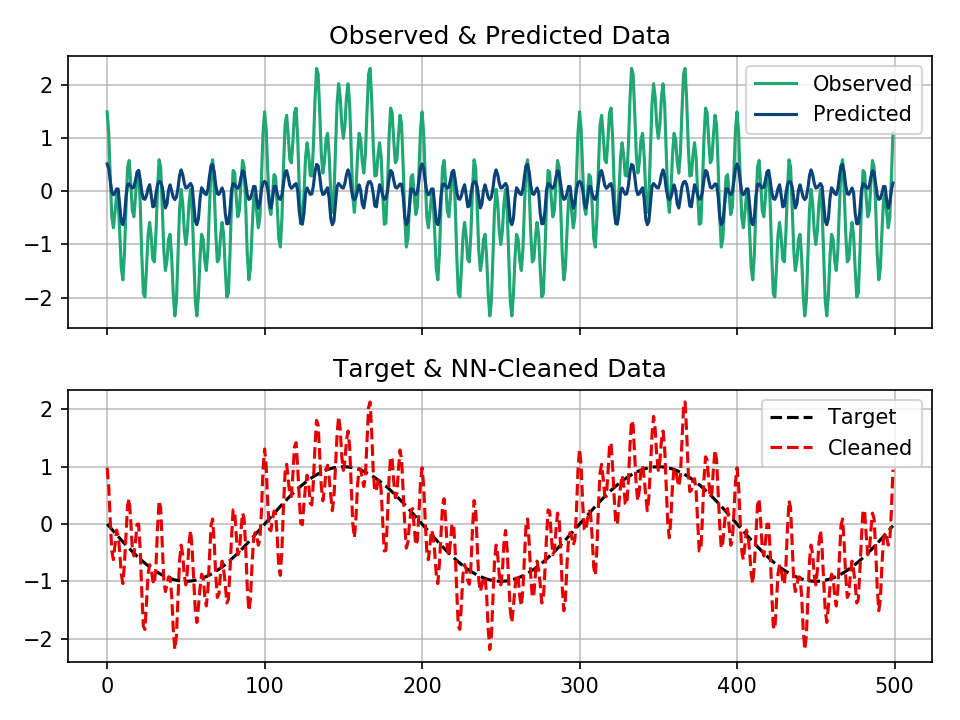 Observed & Predicted Data
2
1
0
−1
−2
Observed
Predicted
Target & NN-Cleaned Data
2
1
0
−1
−2
Target
Cleaned
0 100 200 300 400 500